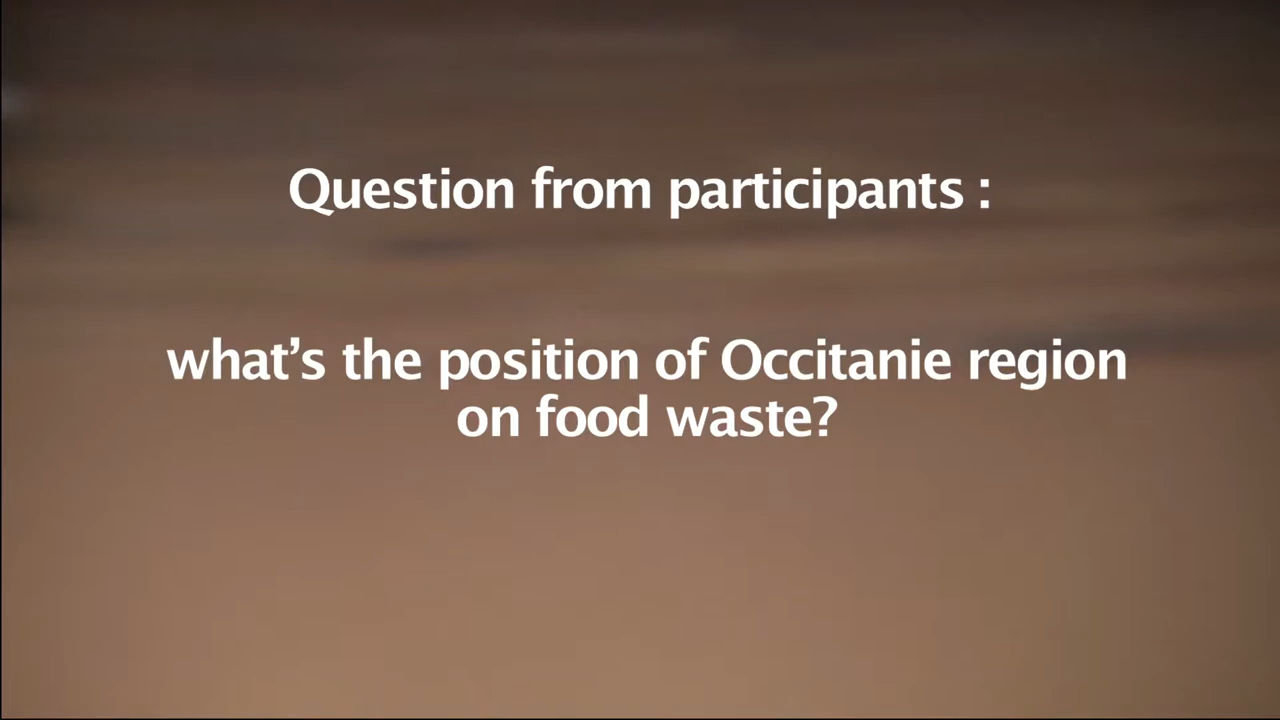 Question from participants :
what’s the position of Occitanie region
on food waste?